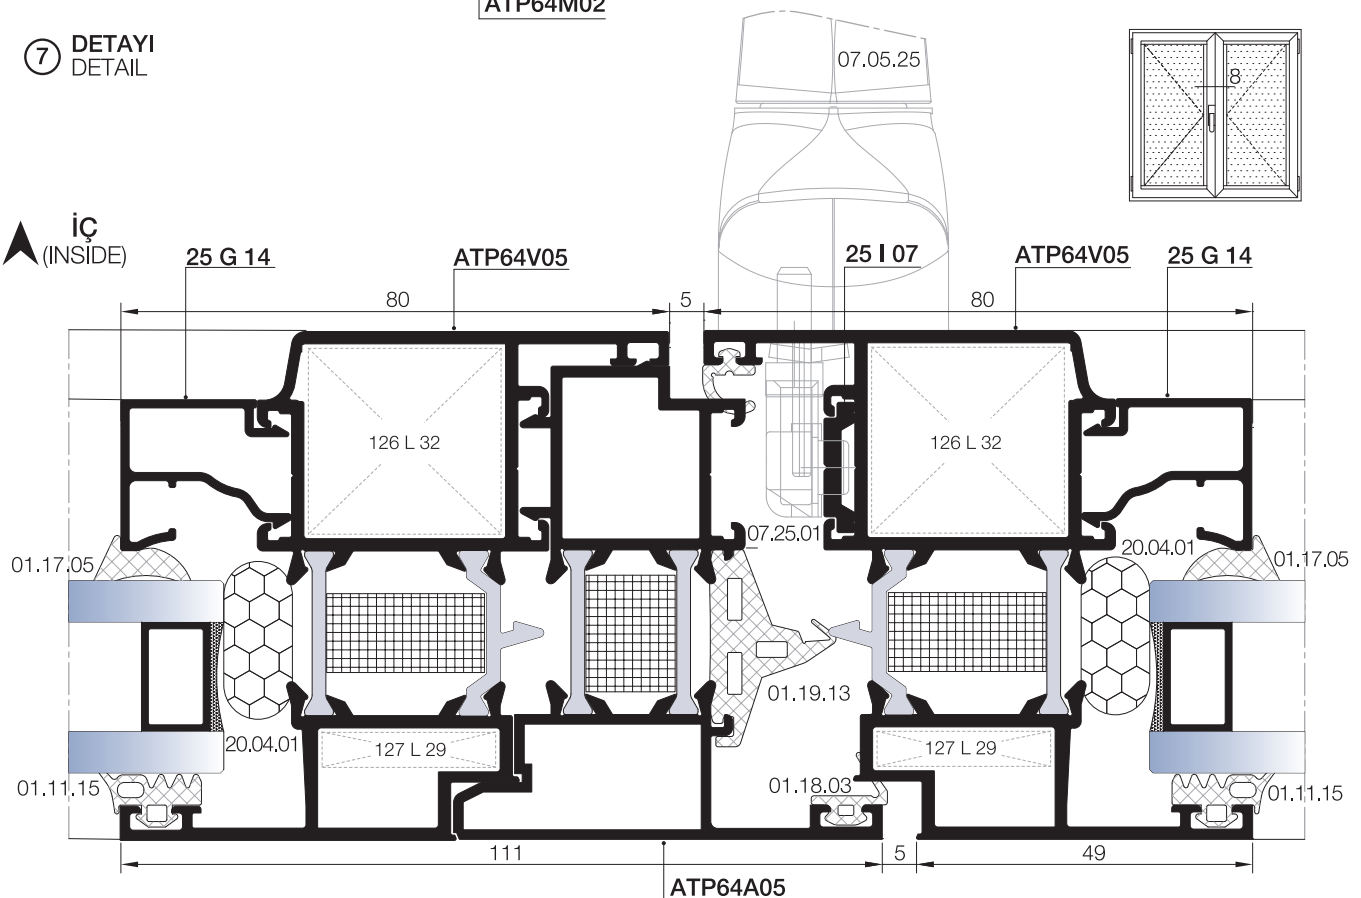 ATP64M02
7 DETAYI
DETAIL
07.05.25
8
İÇ
(INSIDE)
25 G 14
ATP64V05
25 I 07
ATP64V05
25 G 14
80
5
80
126 L 32
126 L 32
07.25.01
20.04.01
01.17.05
01.17.05
01.19.13
20.04.01
127 L 29
127 L 29
01.11.15
01.18.03
01.11.15
111
5
49
ATP64A05